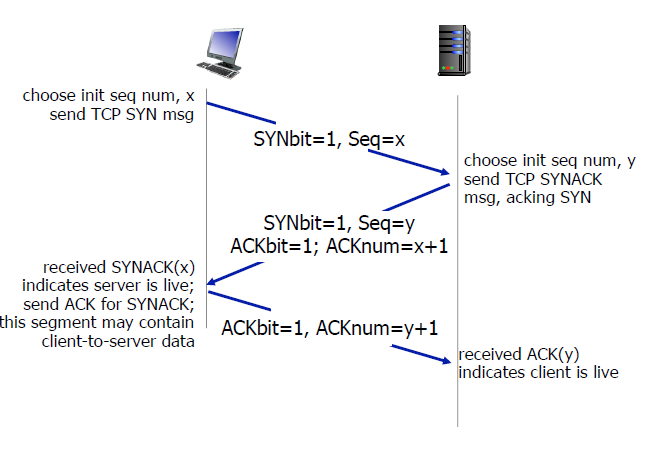 choose init seq num, x
send TCP SYN msg
SYNbit=1, Seq=x
choose init seq num, y
send TCP SYNACK
msg, acking SYN
SYNbit=1, Seq=y
ACKbit=1; ACKnum=x+1
received SYNACK(x)
indicates server is live;
send ACK for SYNACK;
this segment may contain
client-to-server data
ACKbit=1, ACKnum=y+1
received ACK(y)
indicates client is live